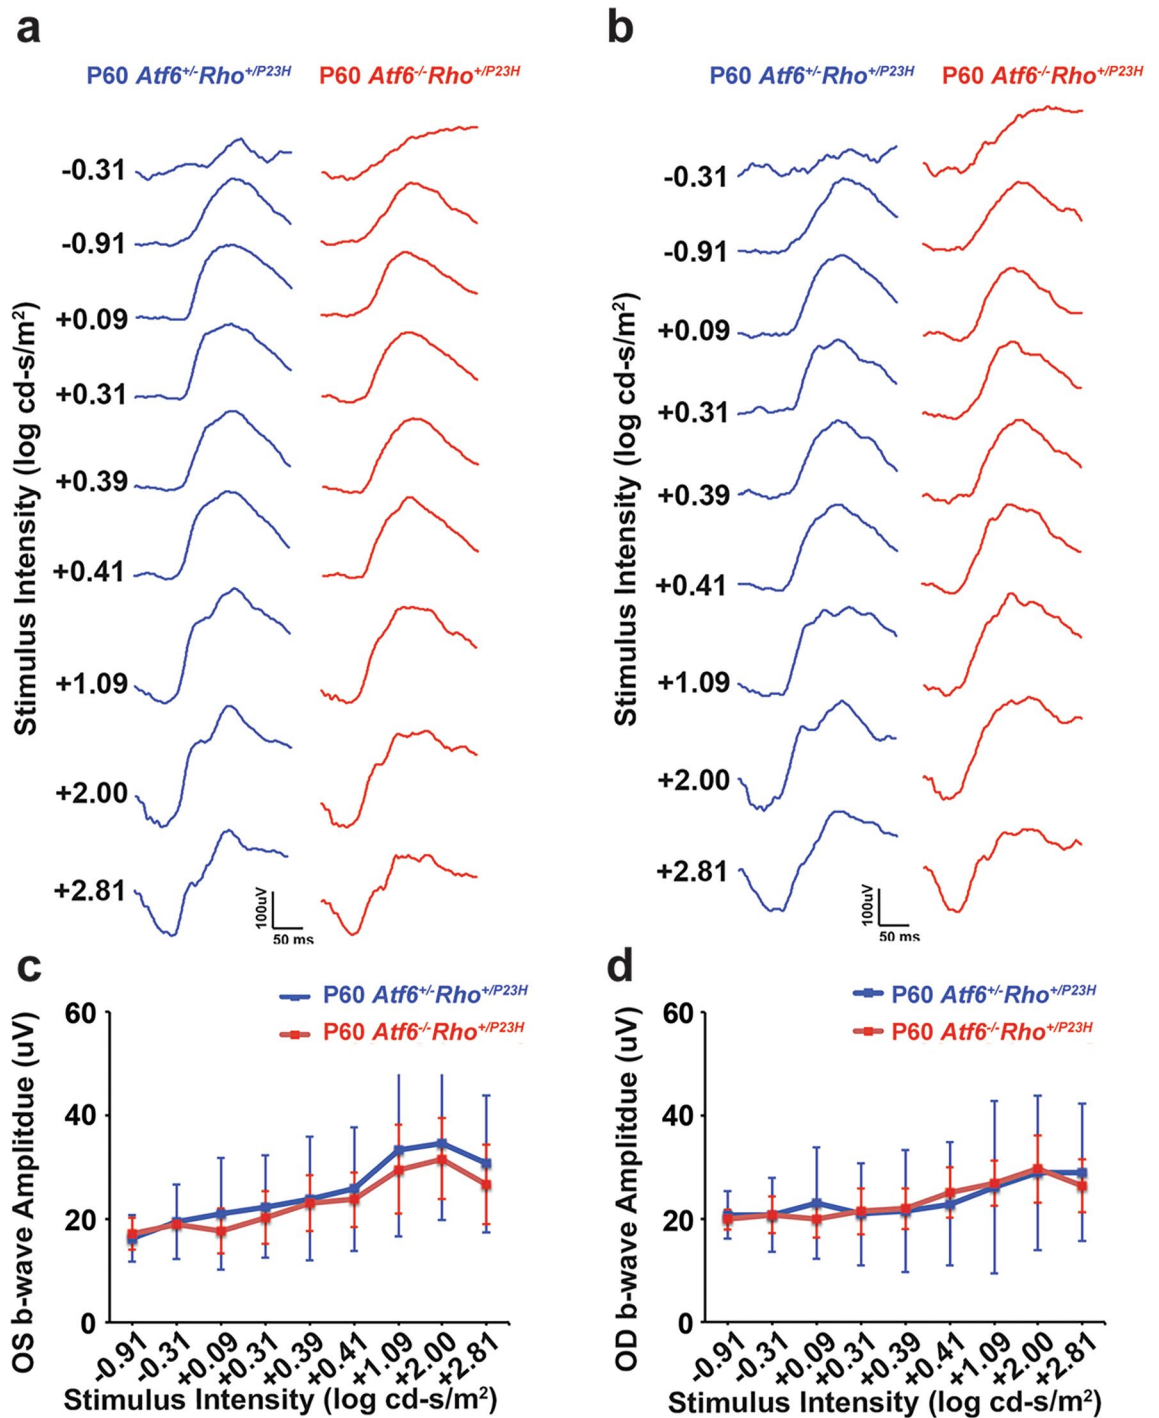 a
P60 Atf6+/-Rho+/P23H
P60 Atf6-/-Rho+/P23H
Stimulus Intensity (log cd-s/m2)
-0.31
-0.91
+0.09
+0.31
+0.39
+0.41
+1.09
+2.00
+2.81
100uV
50 ms
b
P60 Atf6+/-Rho+/P23H
P60 Atf6-/-Rho+/P23H
Stimulus Intensity (log cd-s/m2)
-0.31
-0.91
+0.09
+0.31
+0.39
+0.41
+1.09
+2.00
+2.81
100uV
50 ms
c
P60 Atf6+/-Rho+/P23H
P60 Atf6-/-Rho+/P23H
OS b-wave Amplitdue (uV)
60
40
20
0
-0.91
-0.31
+0.09
+0.31
+0.39
+0.41
+1.09
+2.00
+2.81
Stimulus Intensity (log cd-s/m2)
d
P60 Atf6+/-Rho+/P23H
P60 Atf6-/-Rho+/P23H
OD b-wave Amplitdue (uV)
60
40
20
0
-0.91
-0.31
+0.09
+0.31
+0.39
+0.41
+1.09
+2.00
+2.81
Stimulus Intensity (log cd-s/m2)